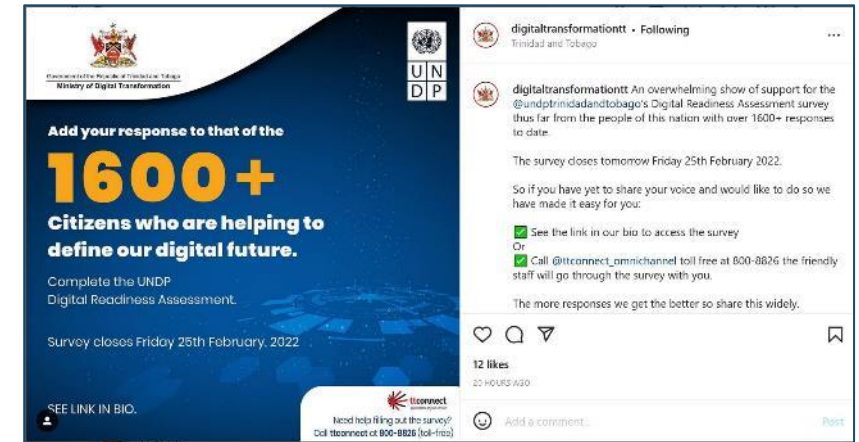 Government of the Republic of Trinidad and Tobago
Ministry of Digital Transformation
U N
D P
Add your response to that of the
1600+
Citizens who are helping to
define our digital future.
Complete the UNDP
Digital Readiness Assessment.
Survey closes Friday 25th February, 2022
SEE LINK IN BIO.
ttconnect
Need help filling out the survey?
Call ttconnect at 800-8826 (toll-free)
digitaltransformationtt • Following
Trinidad and Tobago
digitaltransformationtt An overwhelming show of support for the
@undptrinidadandtobago's Digital Readiness Assessment survey
thus far from the people of this nation with over 1600+ responses
to date.
The survey closes tomorrow Friday 25th February 2022.
So if you have yet to share your voice and would like to do so we
have made it easy for you:
✅ See the link in our bio to access the survey
Or
✅ Call @ttconnect_omnichannel toll free at 800-8826 the friendly
staff will go through the survey with you.
The more responses we get the better so share this widely.
12 likes
20 HOURS AGO
Add a comment...
Post